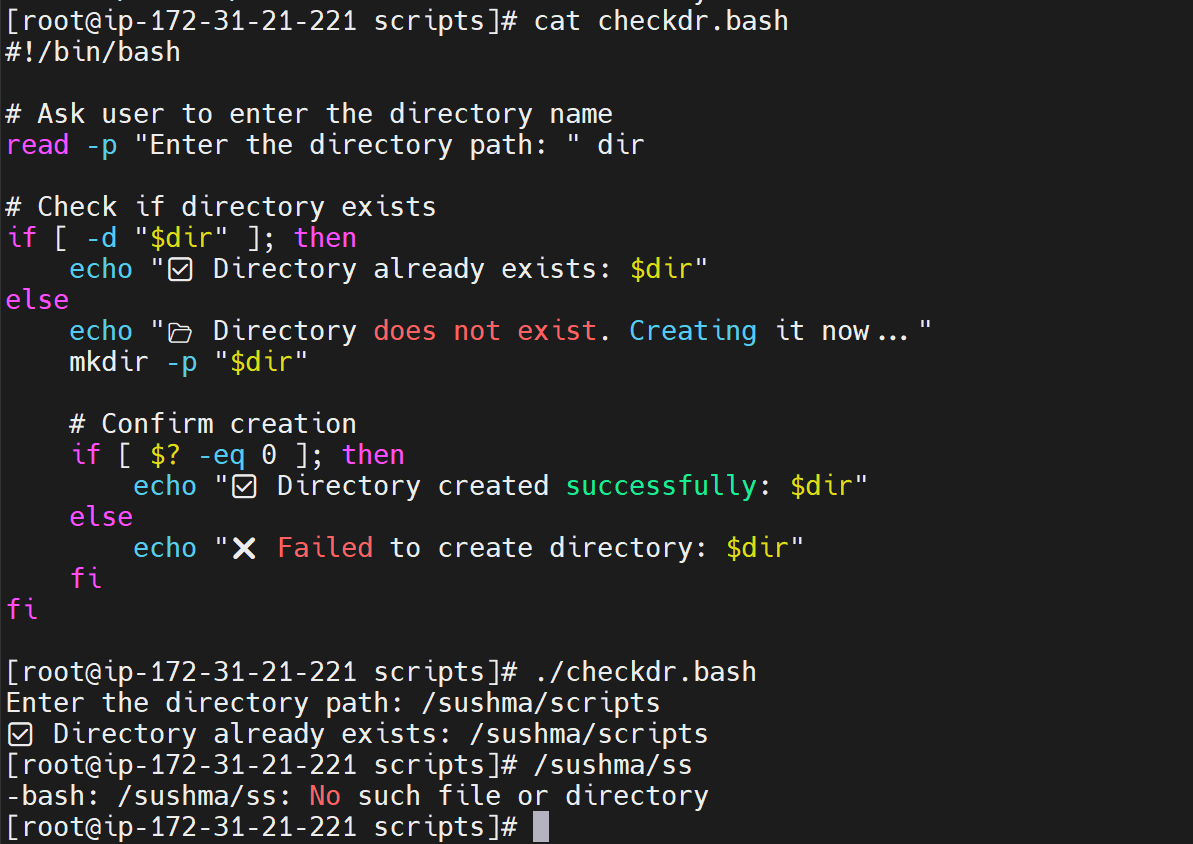 [root@ip-172-31-21-221 scripts]# cat checkdr.bash
#!/bin/bash

# Ask user to enter the directory name
read -p "Enter the directory path: " dir

# Check if directory exists
if [ -d "$dir" ]; then
    echo "☑ Directory already exists: $dir"
else
    echo "📂 Directory does not exist. Creating it now..."
    mkdir -p "$dir"

    # Confirm creation
    if [ $? -eq 0 ]; then
        echo "☑ Directory created successfully: $dir"
    else
        echo "❌ Failed to create directory: $dir"
    fi
fi

[root@ip-172-31-21-221 scripts]# ./checkdr.bash
Enter the directory path: /sushma/scripts
☑ Directory already exists: /sushma/scripts
[root@ip-172-31-21-221 scripts]# /sushma/ss
-bash: /sushma/ss: No such file or directory
[root@ip-172-31-21-221 scripts]#